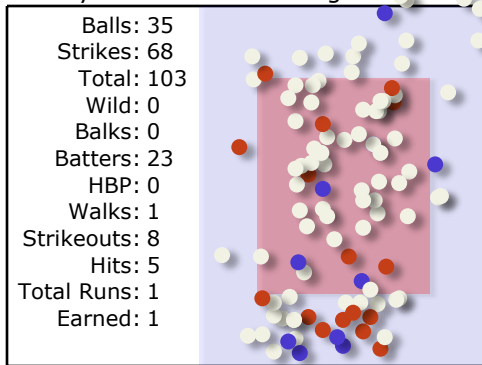 Balls: 35
Strikes: 68
Total: 103
Wild: 0
Balks: 0
Batters: 23
HBP: 0
Walks: 1
Strikeouts: 8
Hits: 5
Total Runs: 1
Earned: 1